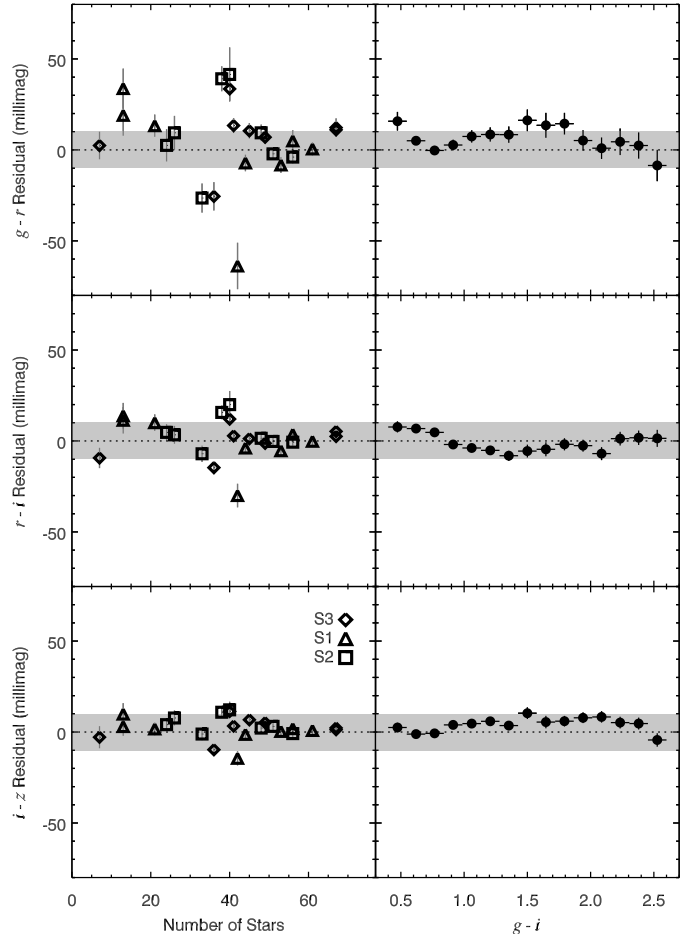 50
0
-50
g - r Residual (millimag)
50
0
-50
r - i Residual (millimag)
S3
S1
S2
50
0
-50
i - z Residual (millimag)
0 20 40 60
0.5 1.0 1.5 2.0 2.5
Number of Stars
g - i